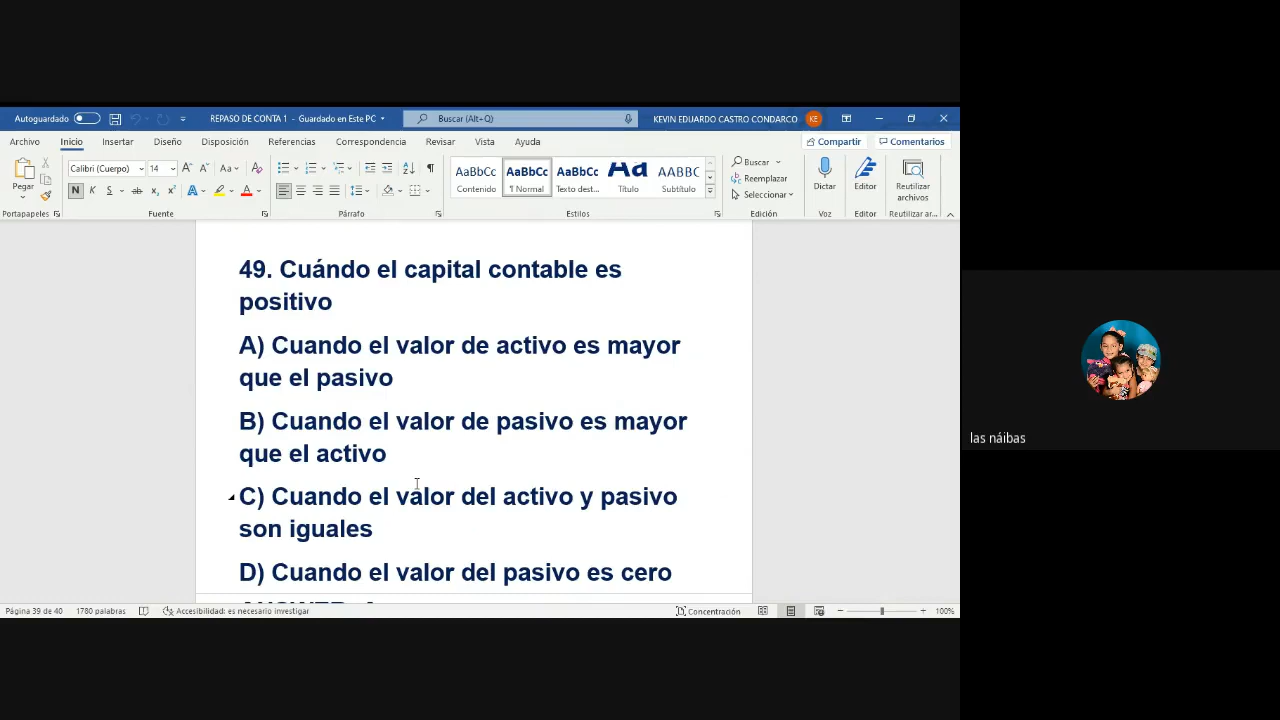 Autoguardado
REPASO DE CONTA 1 - Guardado en Este PC
Buscar (Alt+Q)
KEVIN EDUARDO CASTRO CONDARCO
KE
Archivo Inicio Insertar Diseño Disposición Referencias Correspondencia Revisar Vista Ayuda
Compartir Comentarios
Pegar
Calibri (Cuerpo) 14
N K S
AaBbCc AaBbCc AaBbCc Aa AABBC
Contenido ¶ Normal Texto dest... Título Subtítulo
Buscar
Reemplazar
Seleccionar
Dictar Editor Reutilizar archivos
Portapapeles Fuente Párrafo Estilos Edición Voz Editor Reutilizar ar...
49. Cuándo el capital contable es
positivo
A) Cuando el valor de activo es mayor
que el pasivo
B) Cuando el valor de pasivo es mayor
que el activo
C) Cuando el valor del activo y pasivo
son iguales
D) Cuando el valor del pasivo es cero
Página 39 de 40 1780 palabras Accesibilidad: es necesario investigar Concentración 100%
las náibas